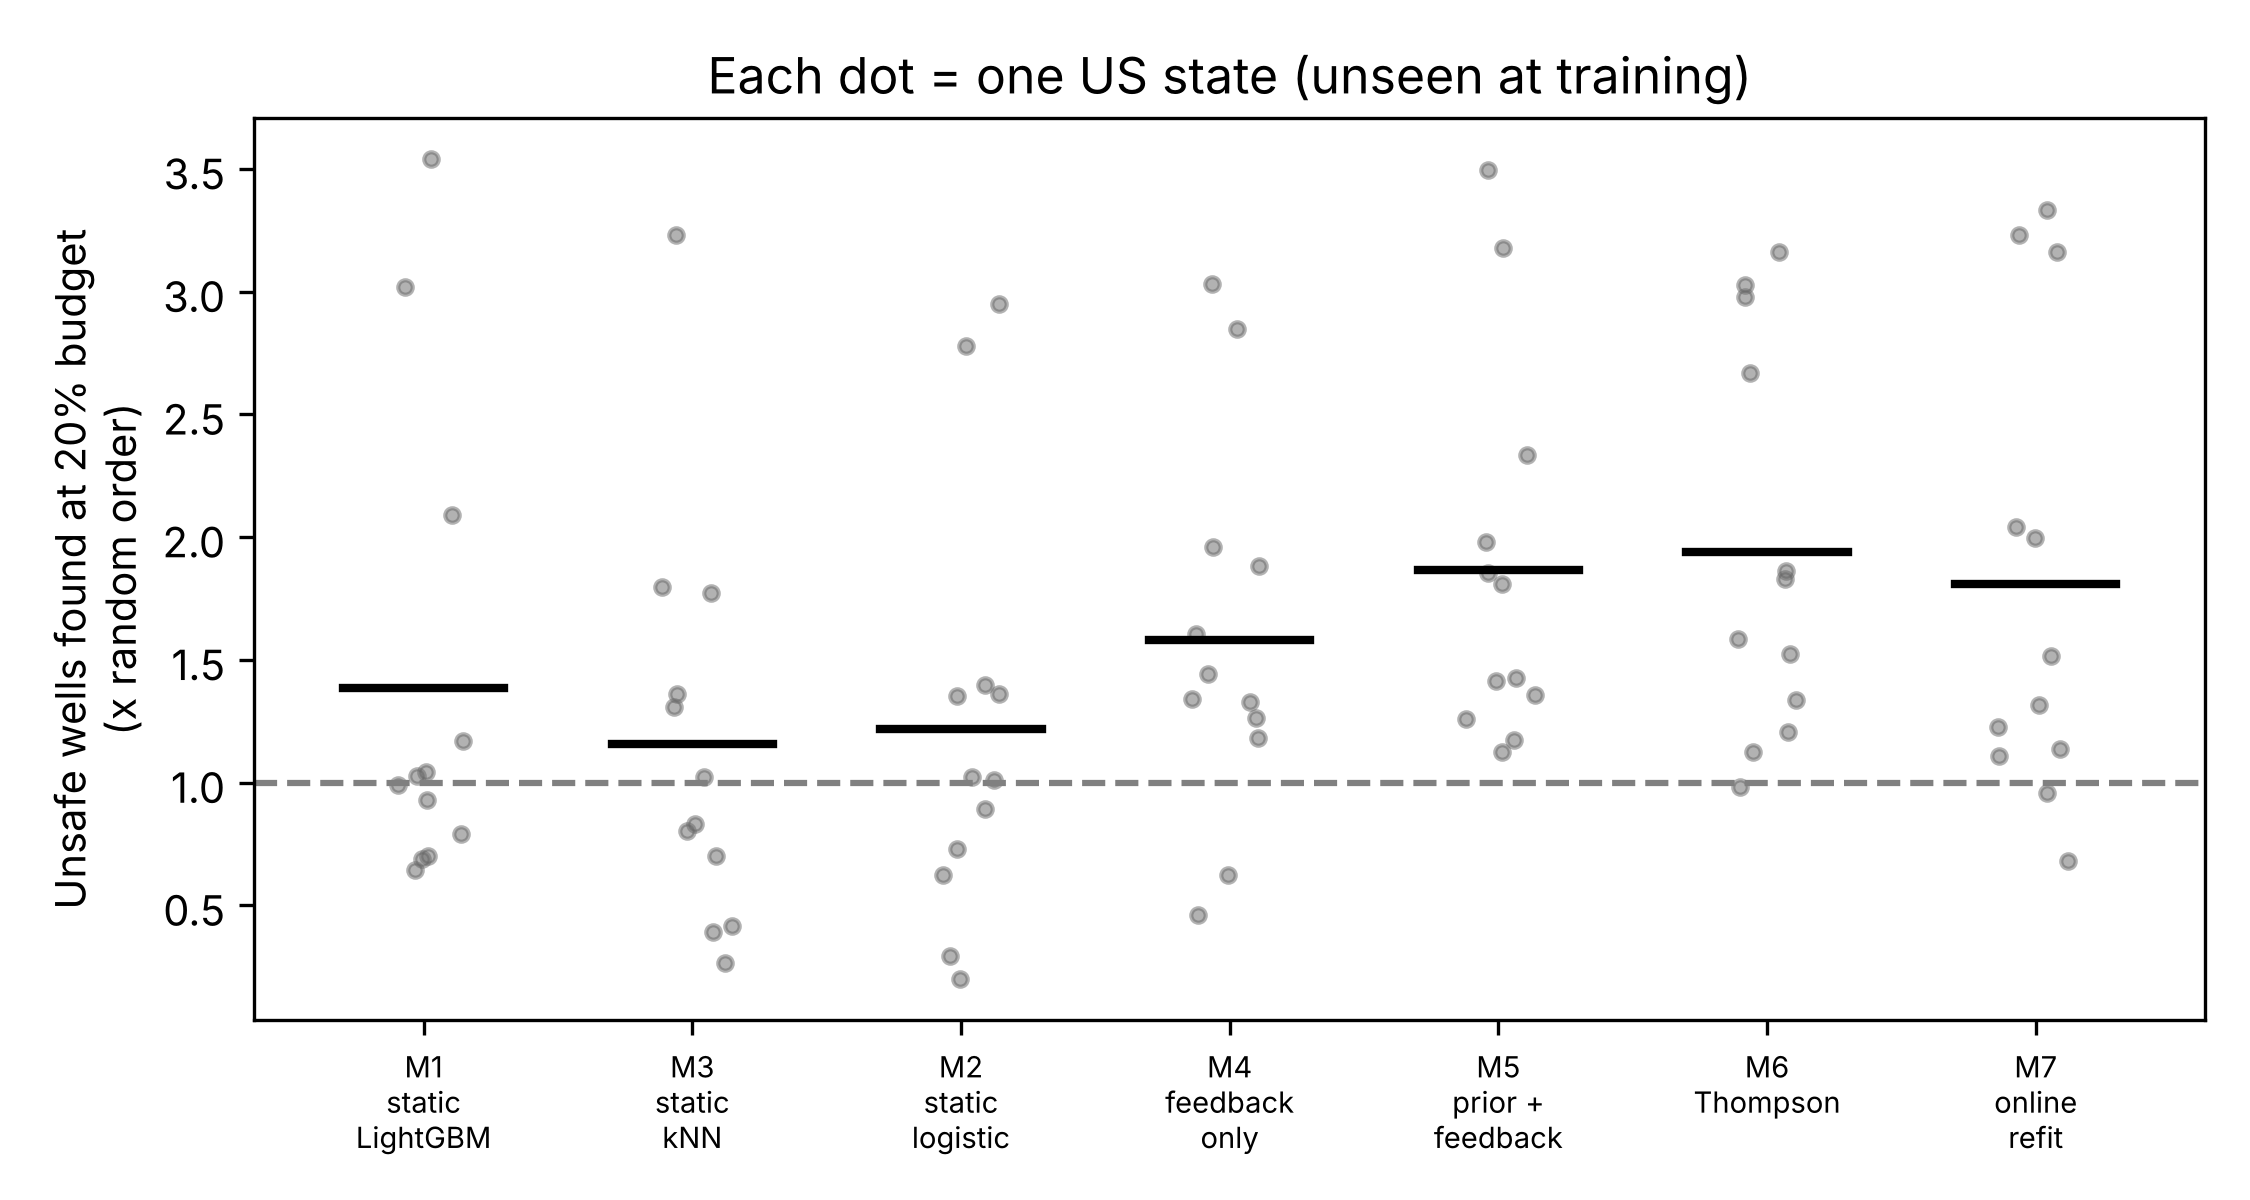 Each dot = one US state (unseen at training)
Unsafe wells found at 20% budget
(x random order)
3.5
3.0
2.5
2.0
1.5
1.0
0.5
M1
static
LightGBM
M3
static
kNN
M2
static
logistic
M4
feedback
only
M5
prior +
feedback
M6
Thompson
M7
online
refit